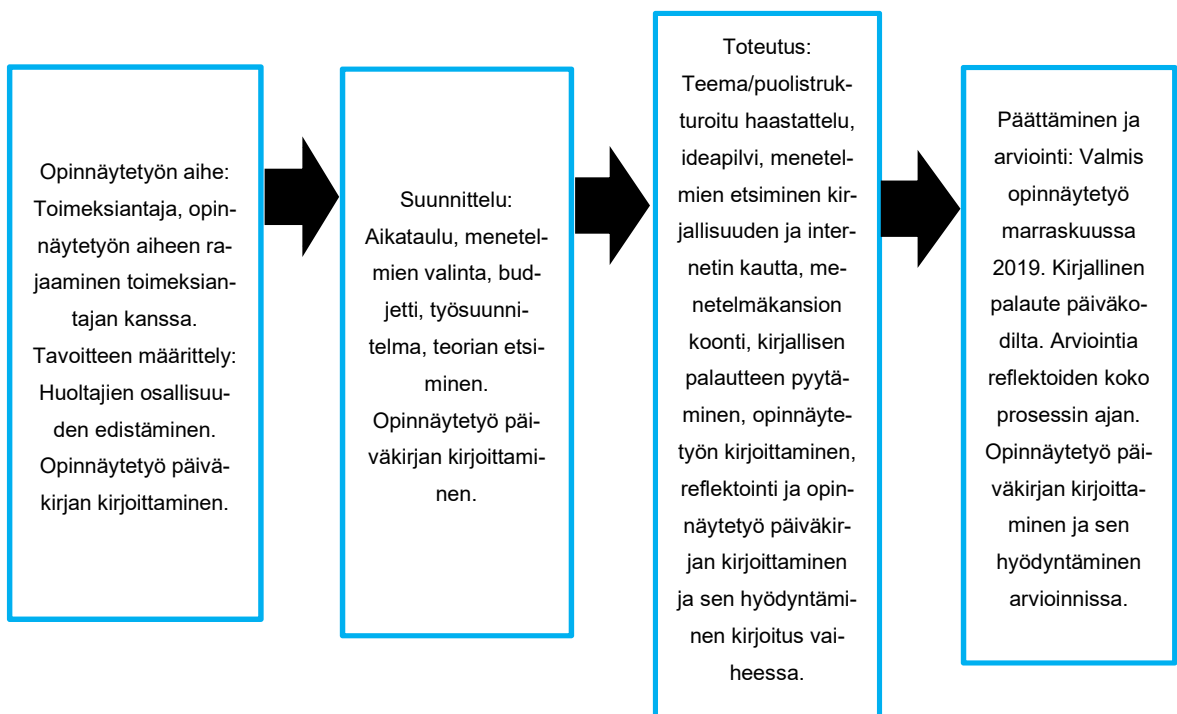 Opinnäytetyön aihe:
Toimeksiantaja, opin-
näytetyön aiheen ra-
jaaminen toimeksian-
tajan kanssa.
Tavoitteen määrittely:
Huoltajien osallisuu-
den edistäminen.
Opinnäytetyö päivä-
kirjan kirjoittaminen.
Suunnittelu:
Aikataulu, menetel-
mien valinta, bud-
jetti, työsuunni-
telma, teorian etsi-
minen.
Opinnäytetyö päi-
väkirjan kirjoittami-
nen.
Toteutus:
Teema/puolistruk-
turoitu haastattelu,
ideapilvi, menetel-
mien etsiminen kir-
jallisuuden ja inter-
netin kautta, me-
netelmäkansion
koonti, kirjallisen
palautteen pyytä-
minen, opinnäyte-
työn kirjoittaminen,
reflektointi ja opin-
näytetyö päiväkir-
jan kirjoittaminen
ja sen hyödyntämi-
nen kirjoitus vai-
heessa.
Päättäminen ja
arviointi: Valmis
opinnäytetyö
marraskuussa
2019. Kirjallinen
palaute päiväko-
dilta. Arviointia
reflektoiden koko
prosessin ajan.
Opinnäytetyö päi-
väkirjan kirjoitta-
minen ja sen
hyödyntäminen
arvioinnissa.